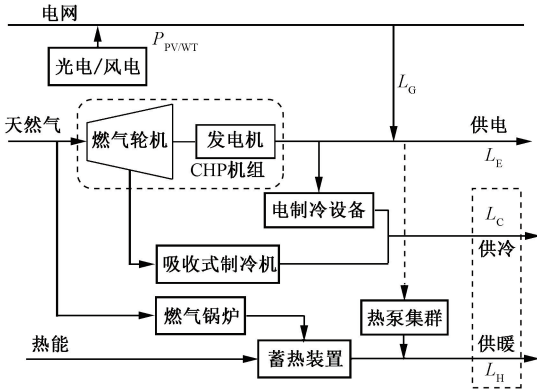 电网
P_PV/WT
光电/风电
L_G
天然气
燃气轮机
发电机
供电
CHP机组
L_E
电制冷设备
L_C
吸收式制冷机
供冷
燃气锅炉
热泵集群
热能
蓄热装置
供暖
L_H